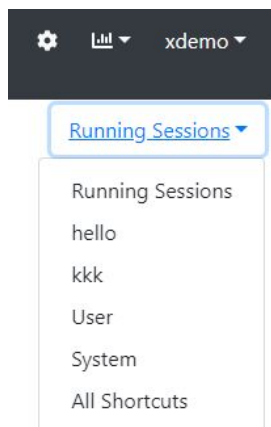 xdemo
Running Sessions
Running Sessions
hello
kkk
User
System
All Shortcuts